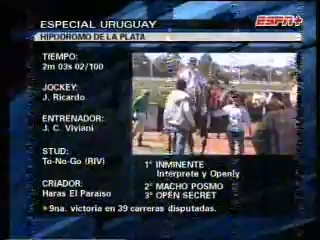 ESPECIAL URUGUAY
ESPN+
HIPODROMO DE LA PLATA
TIEMPO:
2m 03s 02/100
JOCKEY:
J. Ricardo
ENTRENADOR:
J. C. Viviani
STUD:
To-No-Go (RIV)
CRIADOR:
Haras El Paraíso
1° INMINENTE
Interprete y Openly
2° MACHO POSMO
3° OPEN SECRET
9na. victoria en 39 carreras disputadas.